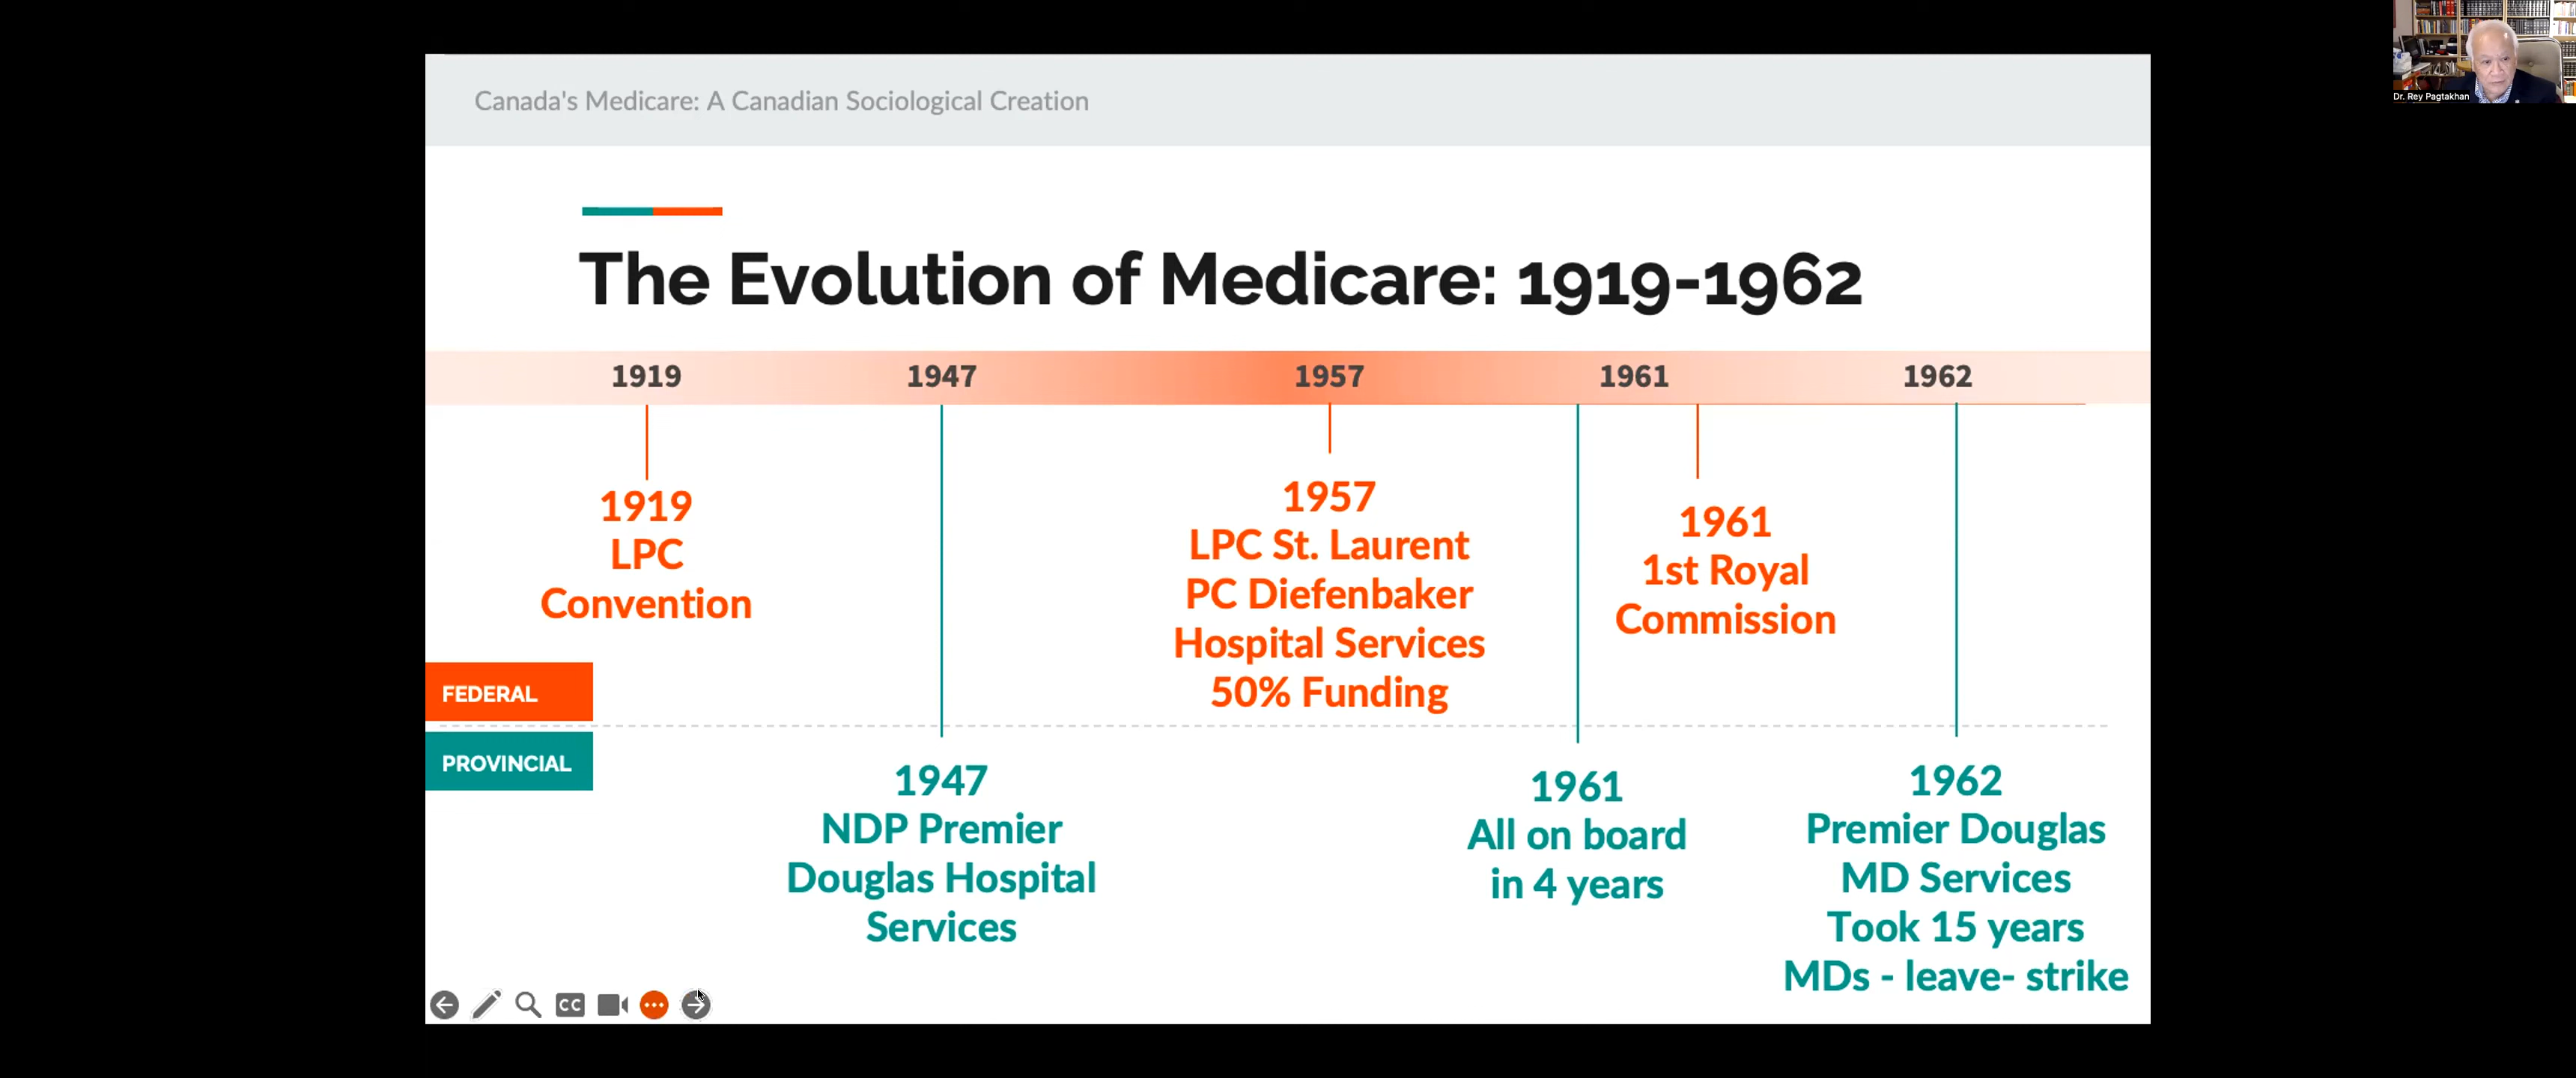 Canada's Medicare: A Canadian Sociological Creation
Dr. Rey Pagtakhan
The Evolution of Medicare: 1919-1962
1919
1947
1957
1961
1962
1919
LPC
Convention
1957
LPC St. Laurent
PC Diefenbaker
Hospital Services
50% Funding
1961
1st Royal
Commission
FEDERAL
PROVINCIAL
1947
NDP Premier
Douglas Hospital
Services
1961
All on board
in 4 years
1962
Premier Douglas
MD Services
Took 15 years
MDs - leave- strike
CC